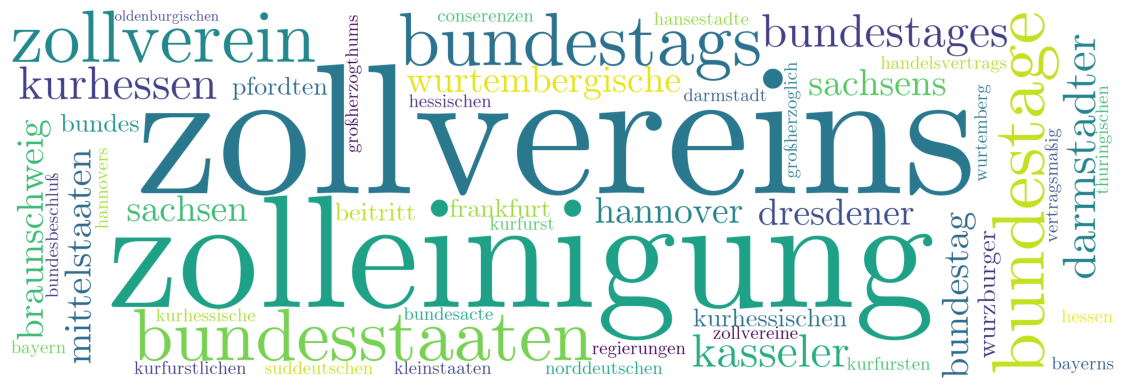 oldenburgischen
conserenzen
hansestadte
zollverein
bundestags
bundestages
bundestage
großherzogthums
handelsvertrags
kurhessen
pfordten
wurtembergische
sachsens
darmstadter
hessischen
darmstadt
großherzoglich
zollvereins
wurtemberg
thuringischen
bundes
braunschweig
mittelstaaten
hannovers
bundesbeschluß
vertragsmäßig
sachsen
beitritt
frankfurt
kurfurst
hannover
dresdener
zolleinigung
bundestag
wurzburger
kurhessische
bundesacte
kurhessischen
hessen
bundesstaaten
zollvereine
bayern
regierungen
kasseler
kurfurstlichen
suddeutschen
kleinstaaten
norddeutschen
kurfursten
bayerns